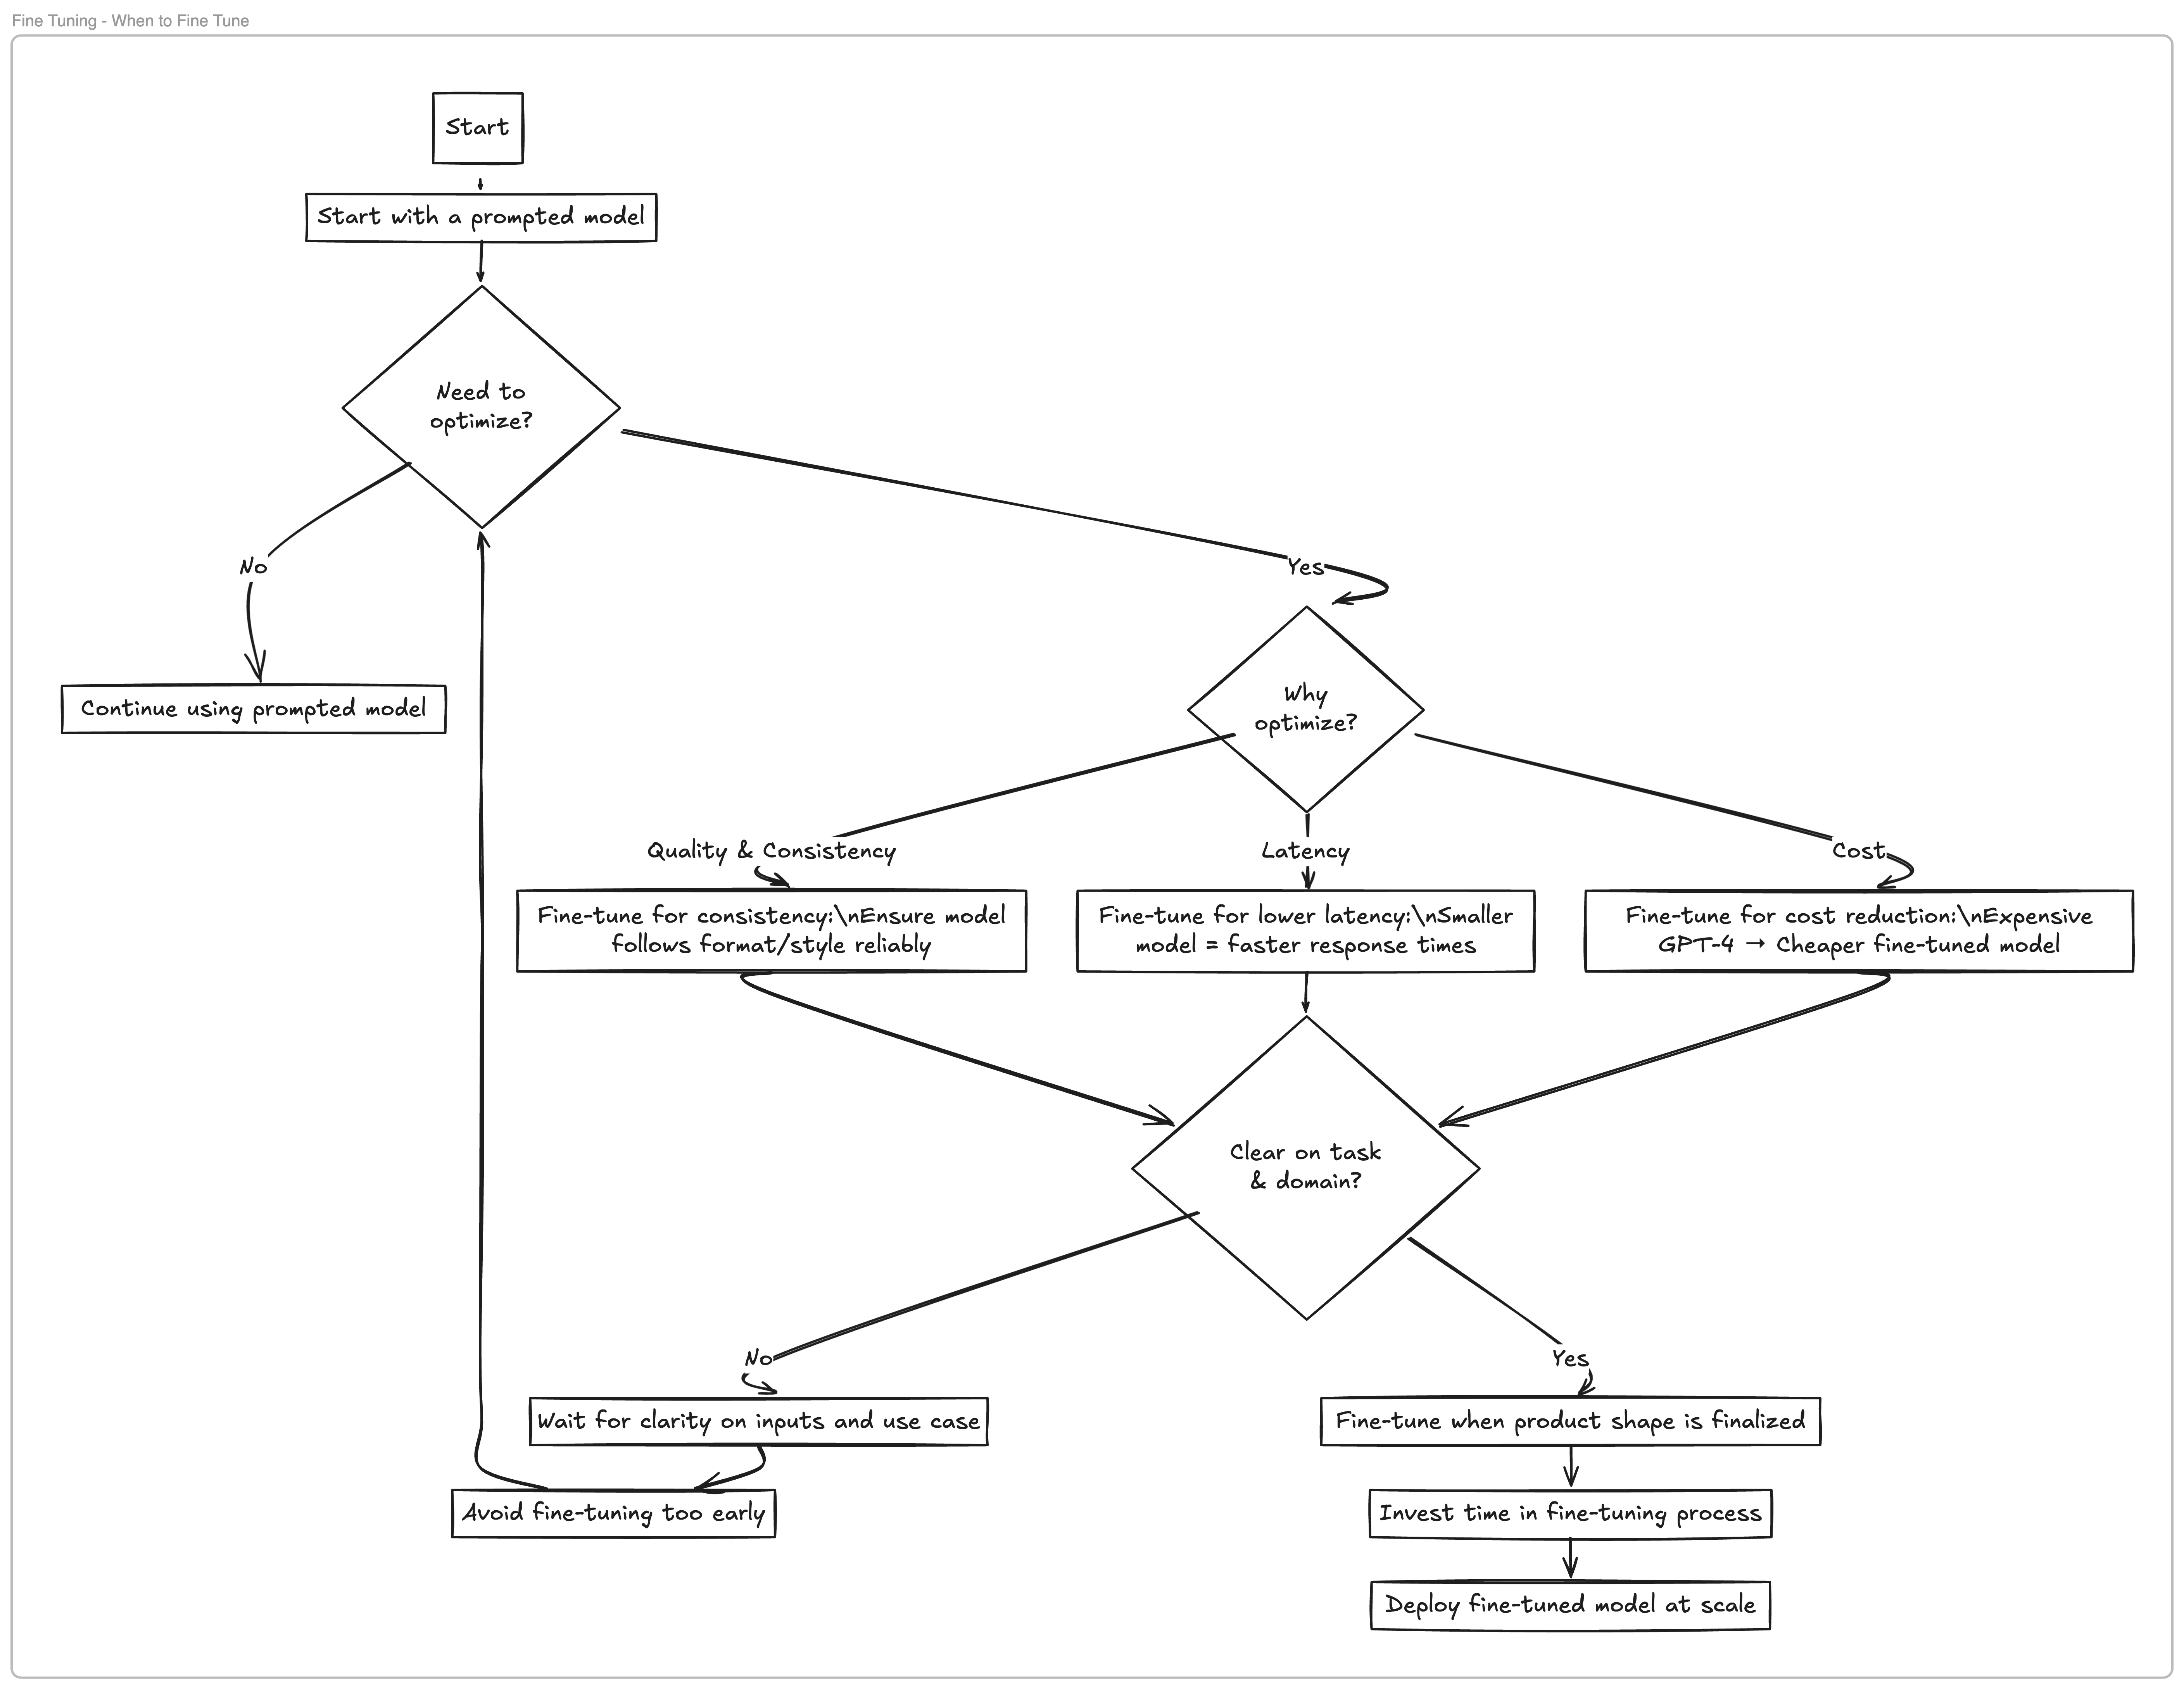 Fine Tuning - When to Fine Tune
Start
Start with a prompted model
Need to
optimize?
No
Yes
Continue using prompted model
Why
optimize?
Quality & Consistency
Latency
Cost
Fine-tune for consistency:\nEnsure model
follows format/style reliably
Fine-tune for lower latency:\nSmaller
model = faster response times
Fine-tune for cost reduction:\nExpensive
GPT-4 → Cheaper fine-tuned model
Clear on task
& domain?
No
Yes
Wait for clarity on inputs and use case
Fine-tune when product shape is finalized
Avoid fine-tuning too early
Invest time in fine-tuning process
Deploy fine-tuned model at scale